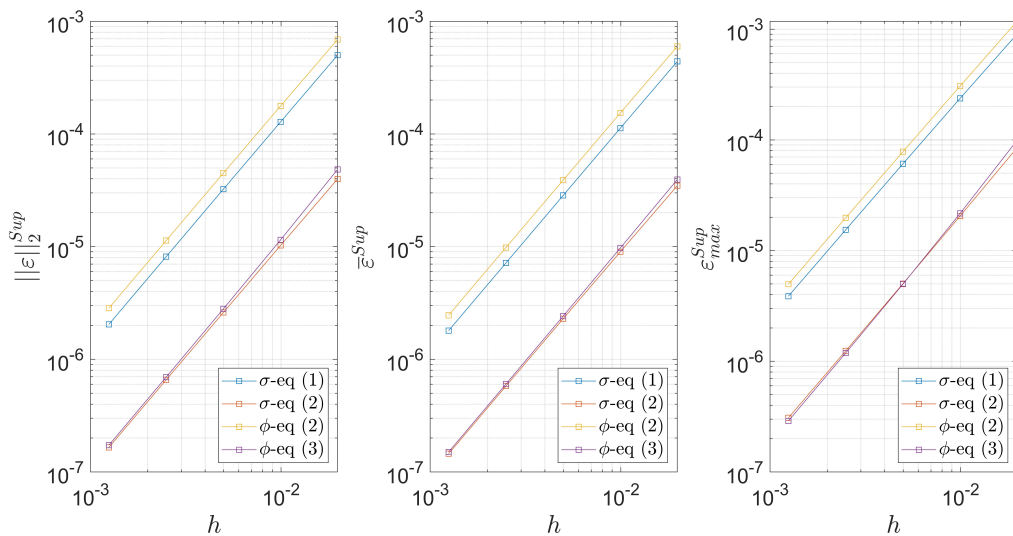 10^{-3}
10^{-4}
10^{-5}
10^{-6}
10^{-7}
||ε||_2^{Sup}
σ-eq (1)
σ-eq (2)
ϕ-eq (2)
ϕ-eq (3)
10^{-3}
10^{-2}
h
10^{-3}
10^{-4}
10^{-5}
10^{-6}
10^{-7}
ε̅^{Sup}
σ-eq (1)
σ-eq (2)
ϕ-eq (2)
ϕ-eq (3)
10^{-3}
10^{-2}
h
10^{-3}
10^{-4}
10^{-5}
10^{-6}
10^{-7}
ε_{max}^{Sup}
σ-eq (1)
σ-eq (2)
ϕ-eq (2)
ϕ-eq (3)
10^{-3}
10^{-2}
h